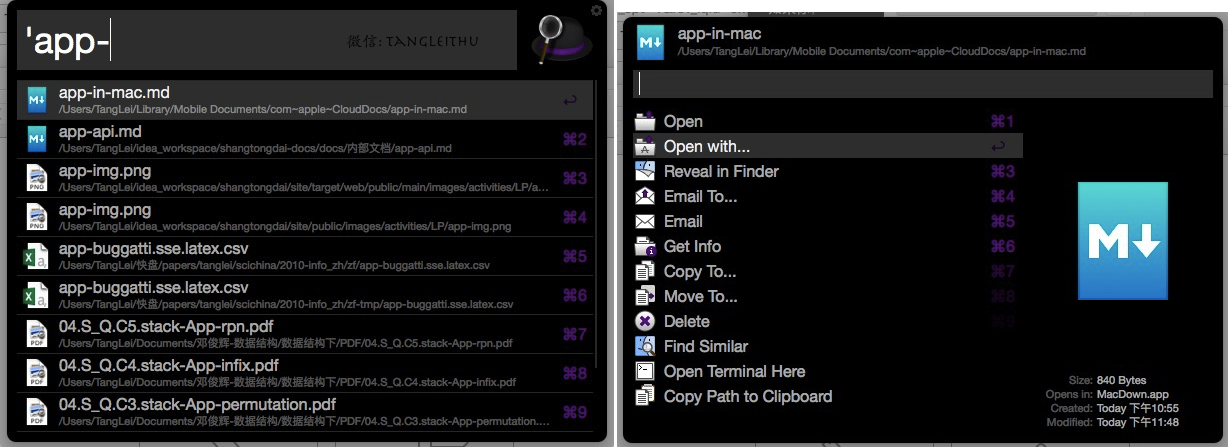 'app-
微信: TANGLEITHU
app-in-mac.md
/Users/TangLei/Library/Mobile Documents/com~apple~CloudDocs/app-in-mac.md
app-api.md
⌘2
/Users/TangLei/idea_workspace/shangtongdai-docs/docs/内部文档/app-api.md
app-img.png
⌘3
/Users/TangLei/idea_workspace/shangtongdai/site/target/web/public/main/images/activities/LP/a...
app-img.png
⌘4
/Users/TangLei/idea_workspace/shangtongdai/site/public/images/activities/LP/app-img.png
app-buggatti.sse.latex.csv
⌘5
/Users/TangLei/快盘/papers/tanglei/scichina/2010-info_zh/zf/app-buggatti.sse.latex.csv
app-buggatti.sse.latex.csv
⌘6
/Users/TangLei/快盘/papers/tanglei/scichina/2010-info_zh/zf-tmp/app-buggatti.sse.latex.csv
04.S_Q.C5.stack-App-rpn.pdf
⌘7
/Users/TangLei/Documents/邓俊辉-数据结构/数据结构下/PDF/04.S_Q.C5.stack-App-rpn.pdf
04.S_Q.C4.stack-App-infix.pdf
⌘8
/Users/TangLei/Documents/邓俊辉-数据结构/数据结构下/PDF/04.S_Q.C4.stack-App-infix.pdf
04.S_Q.C3.stack-App-permutation.pdf
⌘9
/Users/TangLei/Documents/邓俊辉-数据结构/数据结构下/PDF/04.S_Q.C3.stack-App-permutation....
app-in-mac
/Users/TangLei/Library/Mobile Documents/com~apple~CloudDocs/app-in-mac.md
Open ⌘1
Open with...
Reveal in Finder ⌘3
Email To... ⌘4
Email ⌘5
Get Info ⌘6
Copy To... ⌘7
Move To... ⌘8
Delete ⌘9
Find Similar
Open Terminal Here
Copy Path to Clipboard
M
Size: 840 Bytes
Opens in: MacDown.app
Created: Today 下午10:55
Modified: Today 下午11:48